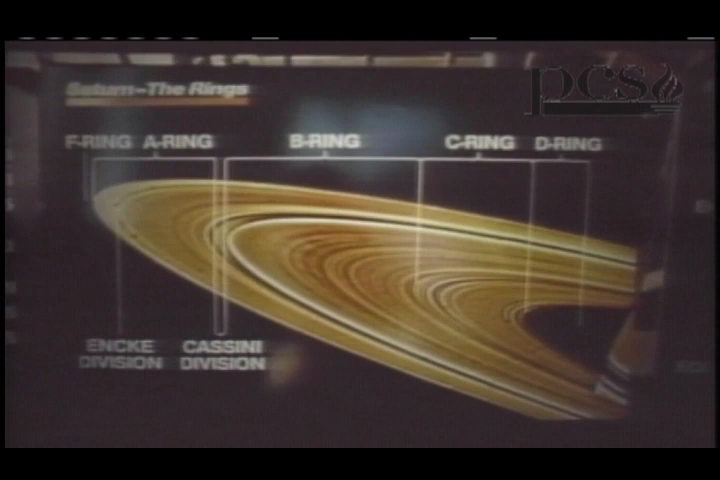 Saturn-The Rings
pcs
F-RING A-RING B-RING C-RING D-RING
ENCKE DIVISION
CASSINI DIVISION